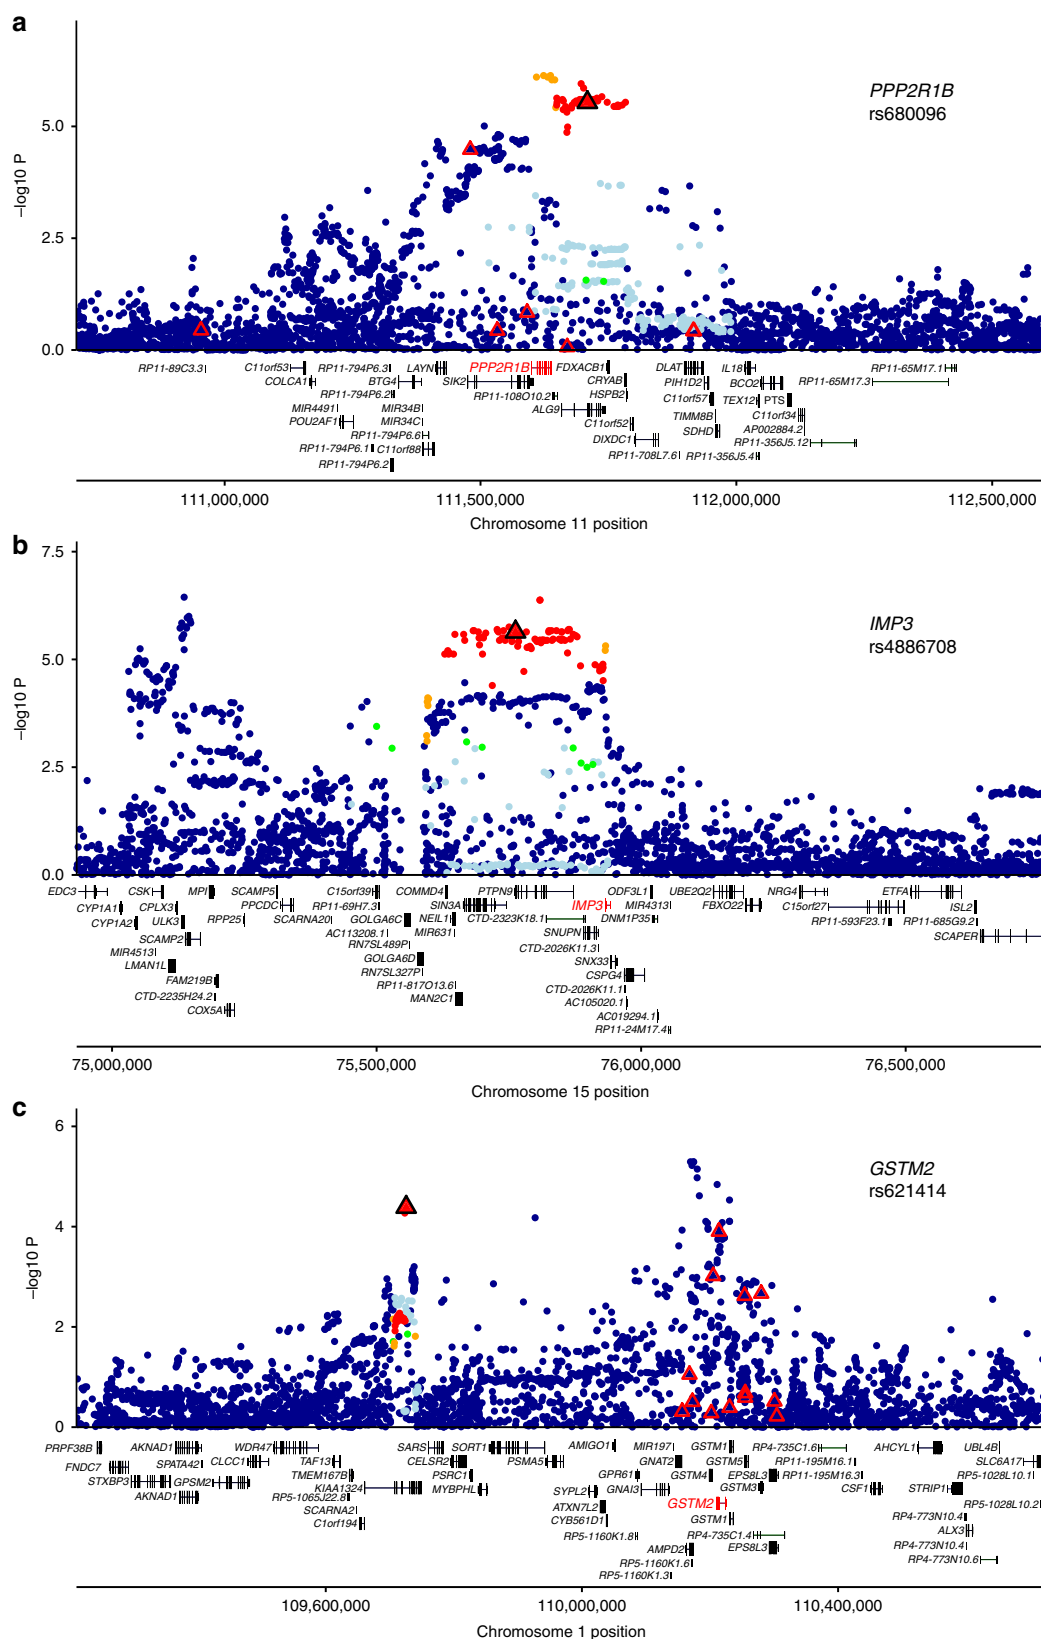 a
PPP2R1B
rs680096
5.0
2.5
0.0
−log10 P
RP11-89C3.3
C11orf53
RP11-794P6.3
LAYN
PPP2R1B
FDXACB1
DLAT
IL18
RP11-65M17.1
COLCA1
BTG4
SIK2
CRYAB
PIH1D2
BCO2
RP11-65M17.3
RP11-794P6.2
RP11-108O10.2
HSPB2
C11orf57
TEX12
PTS
MIR4491
MIR34B
ALG9
TIMM8B
C11orf34
POU2AF1
MIR34C
C11orf52
SDHD
AP002884.2
RP11-794P6.6
DIXDC1
RP11-356J5.12
RP11-794P6.1
C11orf88
RP11-708L7.6
RP11-356J5.4
RP11-794P6.2
111,000,000
111,500,000
112,000,000
112,500,000
Chromosome 11 position
b
IMP3
rs4886708
7.5
5.0
2.5
0.0
−log10 P
EDC3
CSK
MPI
SCAMP5
C15orf39
COMMD4
PTPN9
ODF3L1
UBE2Q2
NRG4
ETFA
CYP1A1
CPLX3
PPCDC
RP11-69H7.3
SIN3A
IMP3
MIR4313
FBXO22
C15orf27
ISL2
CYP1A2
ULK3
RPP25
SCARNA20
GOLGA6C
NEIL1
CTD-2323K18.1
DNM1P35
RP11-593F23.1
RP11-685G9.2
SCAMP2
AC113208.1
MIR631
SNUPN
SCAPER
MIR4513
RN7SL489P
CTD-2026K11.3
LMAN1L
GOLGA6D
SNX33
FAM219B
RN7SL327P
CSPG4
CTD-2235H24.2
RP11-817O13.6
CTD-2026K11.1
COX5A
MAN2C1
AC105020.1
AC019294.1
RP11-24M17.4
75,000,000
75,500,000
76,000,000
76,500,000
Chromosome 15 position
c
GSTM2
rs621414
6
4
2
0
−log10 P
PRPF38B
AKNAD1
WDR47
SARS
SORT1
AMIGO1
MIR197
GSTM1
RP4-735C1.6
AHCYL1
UBL4B
FNDC7
SPATA42
CLCC1
TAF13
CELSR2
PSMA5
GNAT2
GSTM5
RP11-195M16.1
SLC6A17
STXBP3
GPSM2
TMEM167B
PSRC1
GPR61
GSTM4
EPS8L3
RP11-195M16.3
RP5-1028L10.1
AKNAD1
KIAA1324
MYBPHL
SYPL2
GNAI3
GSTM3
CSF1
STRIP1
RP5-1065J22.8
ATXN7L2
GSTM2
RP5-1028L10.2
SCARNA2
CYB561D1
GSTM1
RP4-773N10.4
C1orf194
RP5-1160K1.8
RP4-735C1.4
ALX3
AMPD2
EPS8L3
RP4-773N10.4
RP5-1160K1.6
RP4-773N10.6
RP5-1160K1.3
109,600,000
110,000,000
110,400,000
Chromosome 1 position